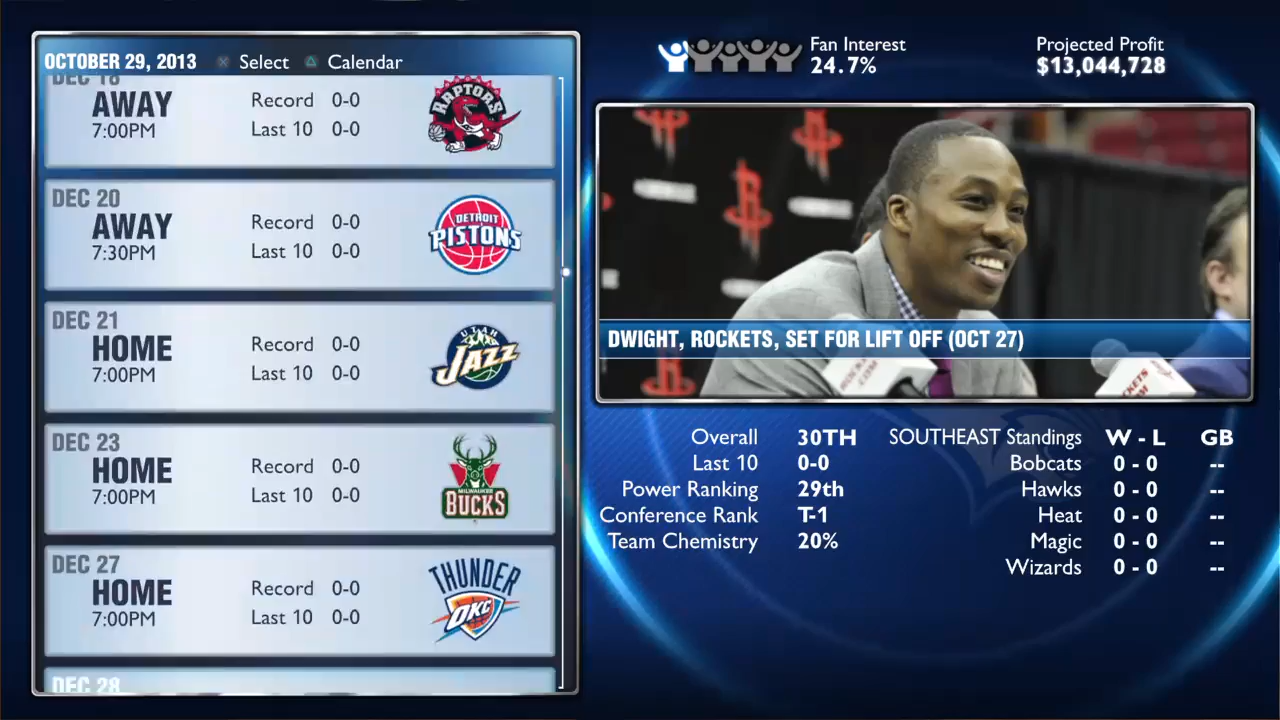 OCTOBER 29, 2013 Select Calendar
DEC 18
AWAY
7:00PM
Record 0-0
Last 10 0-0
RAPTORS
DEC 20
AWAY
7:30PM
Record 0-0
Last 10 0-0
DETROIT
PISTONS
DEC 21
HOME
7:00PM
Record 0-0
Last 10 0-0
UTAH
JAZZ
DEC 23
HOME
7:00PM
Record 0-0
Last 10 0-0
MILWAUKEE
BUCKS
DEC 27
HOME
7:00PM
Record 0-0
Last 10 0-0
THUNDER
OKC
DEC 28
Fan Interest
24.7%
Projected Profit
$13,044,728
DWIGHT, ROCKETS, SET FOR LIFT OFF (OCT 27)
Overall 30TH
Last 10 0-0
Power Ranking 29th
Conference Rank T-1
Team Chemistry 20%
SOUTHEAST Standings W - L GB
Bobcats 0 - 0 --
Hawks 0 - 0 --
Heat 0 - 0 --
Magic 0 - 0 --
Wizards 0 - 0 --